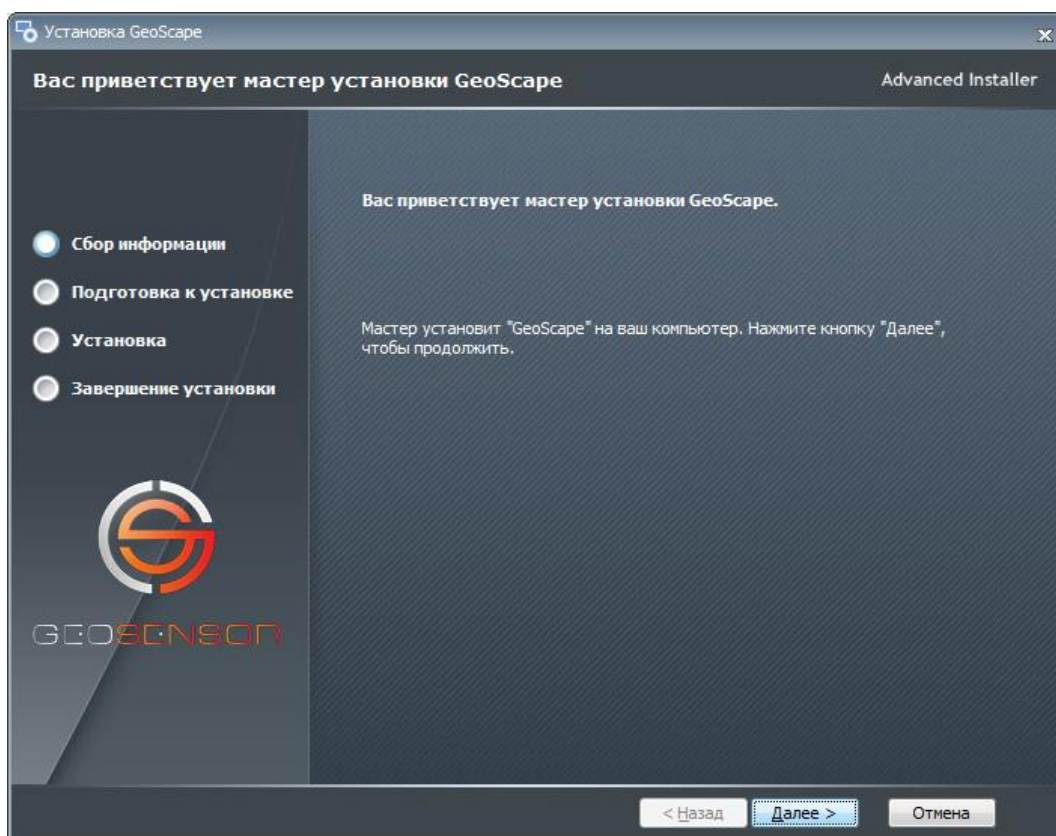 Установка GeoScape
Вас приветствует мастер установки GeoScape
Advanced Installer
Вас приветствует мастер установки GeoScape.
Сбор информации
Подготовка к установке
Установка
Завершение установки
Мастер установит "GeoScape" на ваш компьютер. Нажмите кнопку "Далее",
чтобы продолжить.
GEOSENSOR
< Назад
Далее >
Отмена